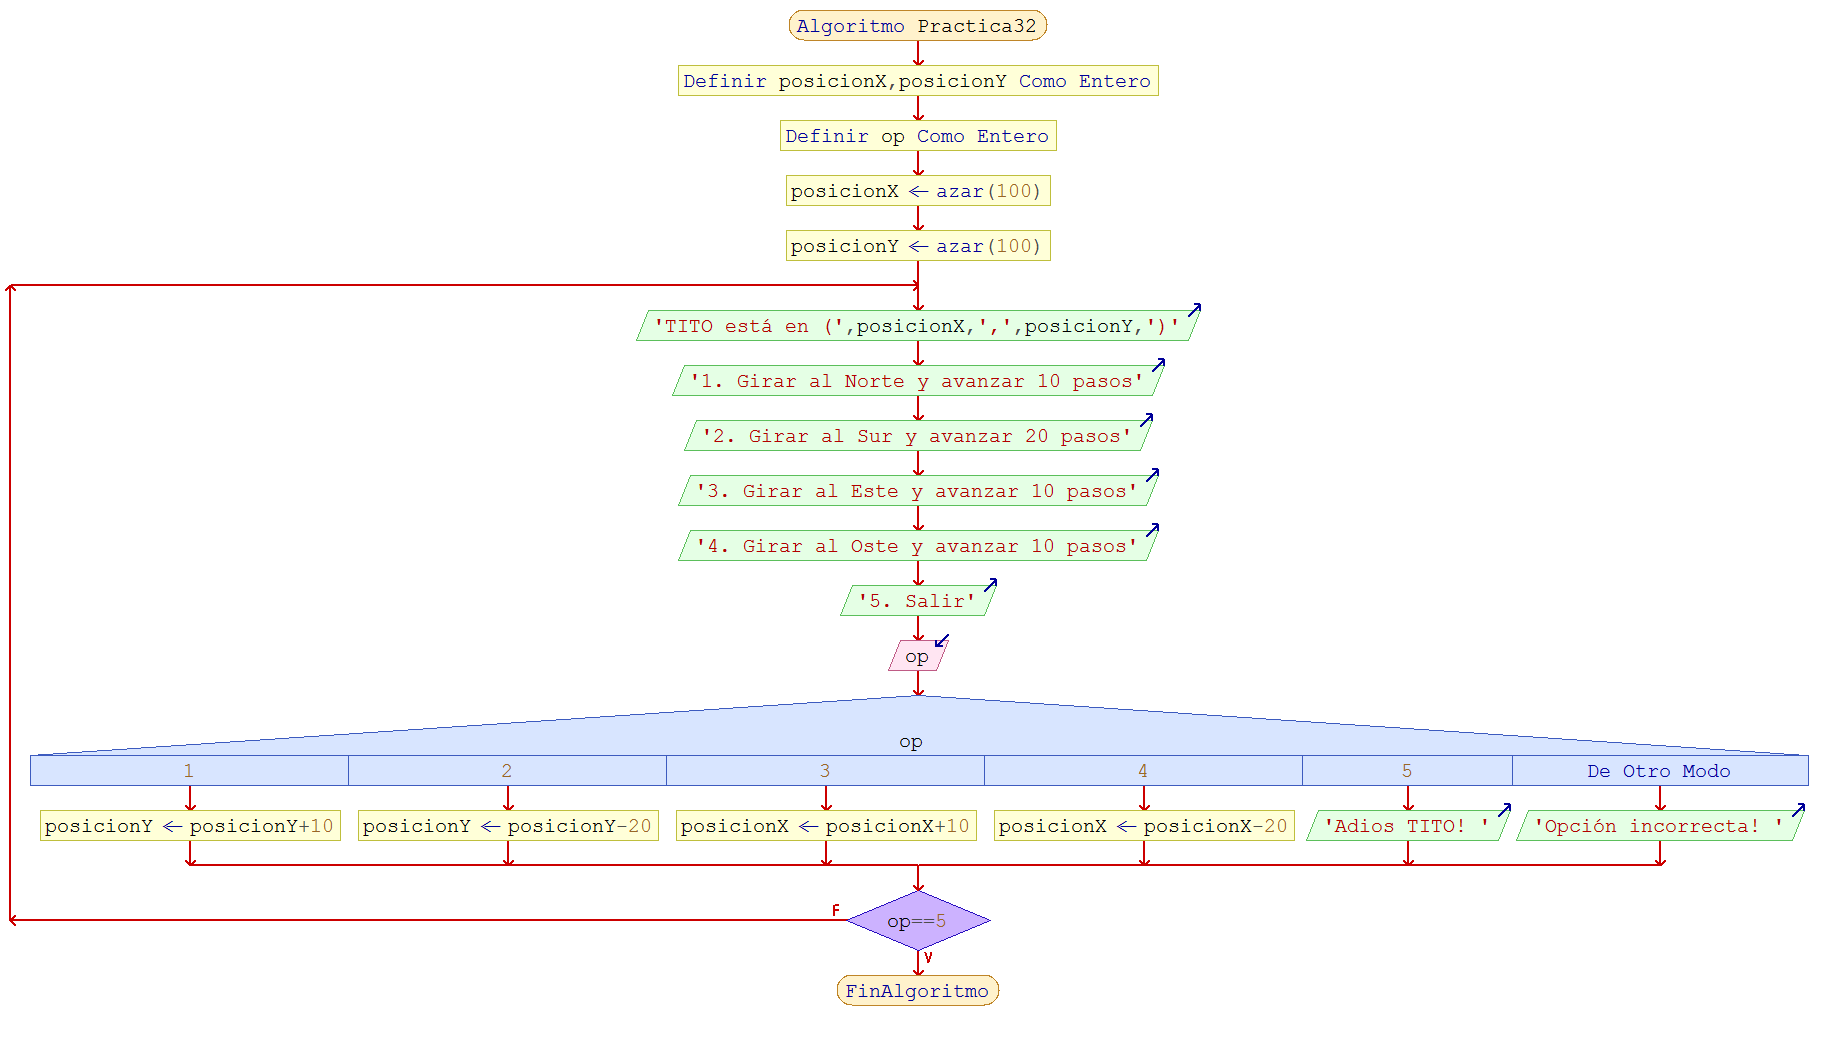 Algoritmo Practica32
Definir posicionX,posicionY Como Entero
Definir op Como Entero
posicionX ← azar(100)
posicionY ← azar(100)
'TITO está en (',posicionX,',',posicionY,')'
'1. Girar al Norte y avanzar 10 pasos'
'2. Girar al Sur y avanzar 20 pasos'
'3. Girar al Este y avanzar 10 pasos'
'4. Girar al Oste y avanzar 10 pasos'
'5. Salir'
op
op
1 2 3 4 5 De Otro Modo
posicionY ← posicionY+10 posicionY ← posicionY-20 posicionX ← posicionX+10 posicionX ← posicionX-20 'Adios TITO! ' 'Opción incorrecta! '
F
op==5
V
FinAlgoritmo